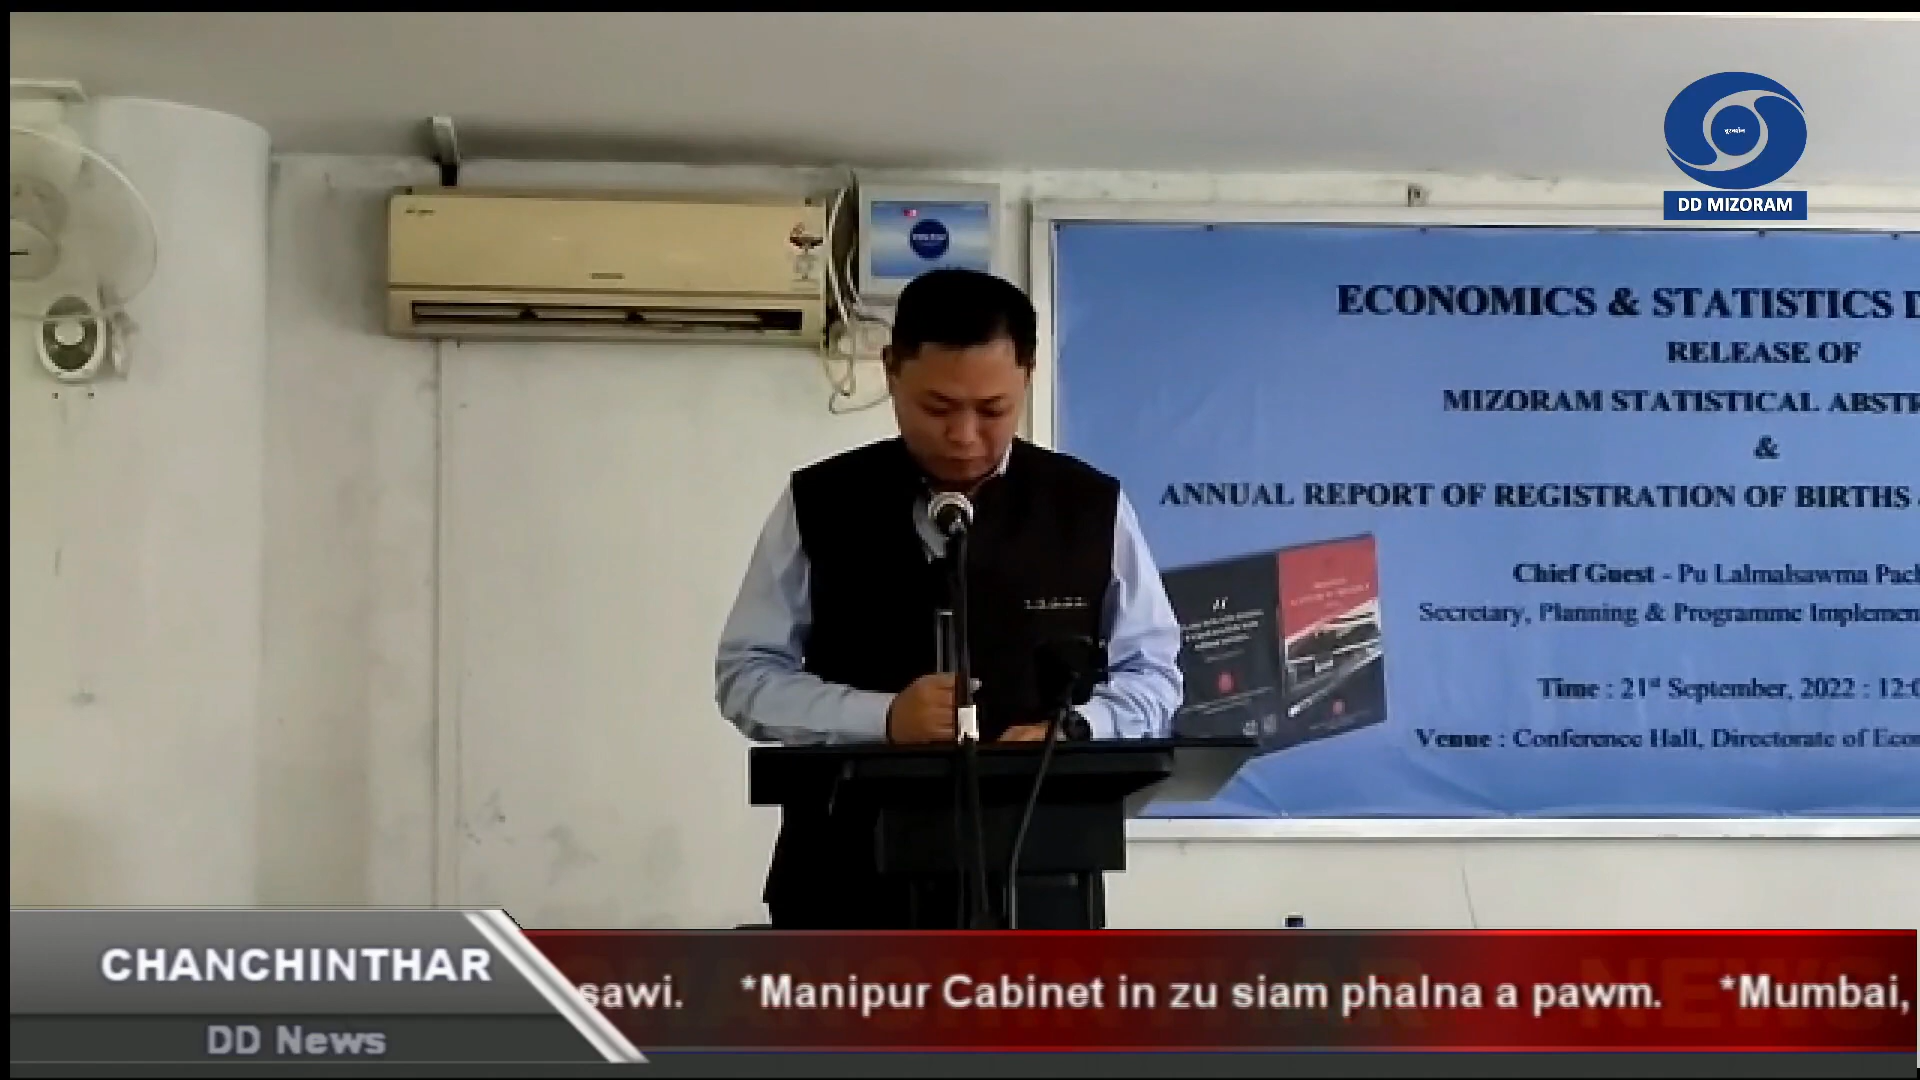 DD MIZORAM
ECONOMICS & STATISTICS D
RELEASE OF
MIZORAM STATISTICAL ABSTR
&
ANNUAL REPORT OF REGISTRATION OF BIRTHS
Chief Guest - Pu Lalmalsawma Pach
Secretary, Planning & Programme Implemen
Time : 21st September, 2022 : 12:0
Venue : Conference Hall, Directorate of Econ
CHANCHINTHAR
DD News
sawi. *Manipur Cabinet in zu siam phalna a pawm. *Mumbai,